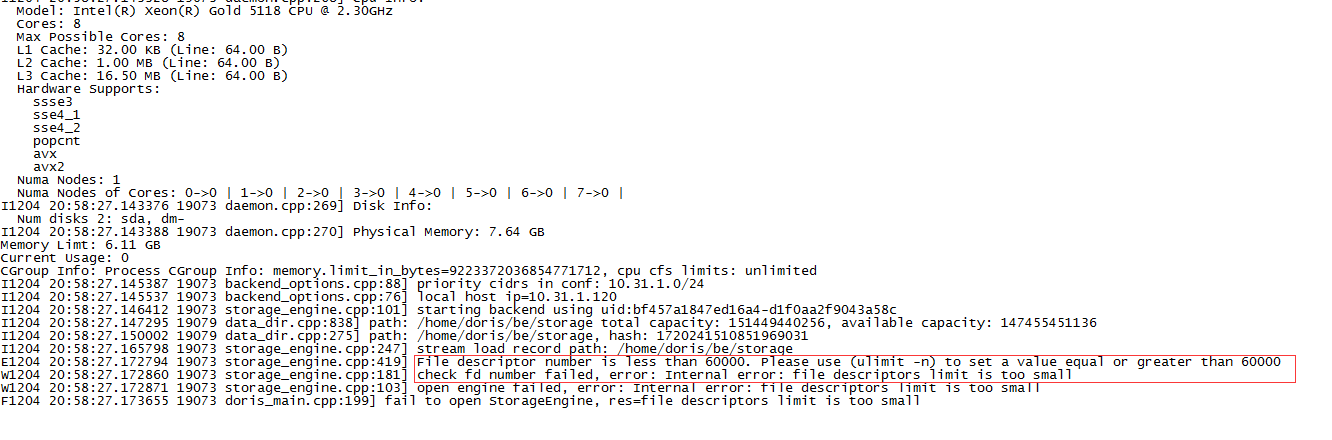 I1204 20:58:27.143328 19073 daemon.cpp:268] Cpu Info:
  Model: Intel(R) Xeon(R) Gold 5118 CPU @ 2.30GHz
  Cores: 8
  Max Possible Cores: 8
  L1 Cache: 32.00 KB (Line: 64.00 B)
  L2 Cache: 1.00 MB (Line: 64.00 B)
  L3 Cache: 16.50 MB (Line: 64.00 B)
  Hardware Supports:
    ssse3
    sse4_1
    sse4_2
    popcnt
    avx
    avx2
  Numa Nodes: 1
  Numa Nodes of Cores: 0->0 | 1->0 | 2->0 | 3->0 | 4->0 | 5->0 | 6->0 | 7->0 |
I1204 20:58:27.143376 19073 daemon.cpp:269] Disk Info:
  Num disks 2: sda, dm-
I1204 20:58:27.143388 19073 daemon.cpp:270] Physical Memory: 7.64 GB
Memory Limt: 6.11 GB
Current Usage: 0
CGroup Info: Process CGroup Info: memory.limit_in_bytes=9223372036854771712, cpu cfs limits: unlimited
I1204 20:58:27.145387 19073 backend_options.cpp:88] priority cidrs in conf: 10.31.1.0/24
I1204 20:58:27.145537 19073 backend_options.cpp:76] local host ip=10.31.1.120
I1204 20:58:27.146412 19073 storage_engine.cpp:101] starting backend using uid:bf457a1847ed16a4-d1f0aa2f9043a58c
I1204 20:58:27.147295 19079 data_dir.cpp:838] path: /home/doris/be/storage total capacity: 151449440256, available capacity: 147455451136
I1204 20:58:27.150002 19079 data_dir.cpp:275] path: /home/doris/be/storage, hash: 1720241510851969031
I1204 20:58:27.165798 19073 storage_engine.cpp:247] stream load record path: /home/doris/be/storage
E1204 20:58:27.172794 19073 storage_engine.cpp:419] File descriptor number is less than 60000. Please use (ulimit -n) to set a value equal or greater than 60000
W1204 20:58:27.172860 19073 storage_engine.cpp:181] check fd number failed, error: Internal error: file descriptors limit is too small
W1204 20:58:27.172871 19073 storage_engine.cpp:103] open engine failed, error: Internal error: file descriptors limit is too small
F1204 20:58:27.173655 19073 doris_main.cpp:199] fail to open StorageEngine, res=file descriptors limit is too small